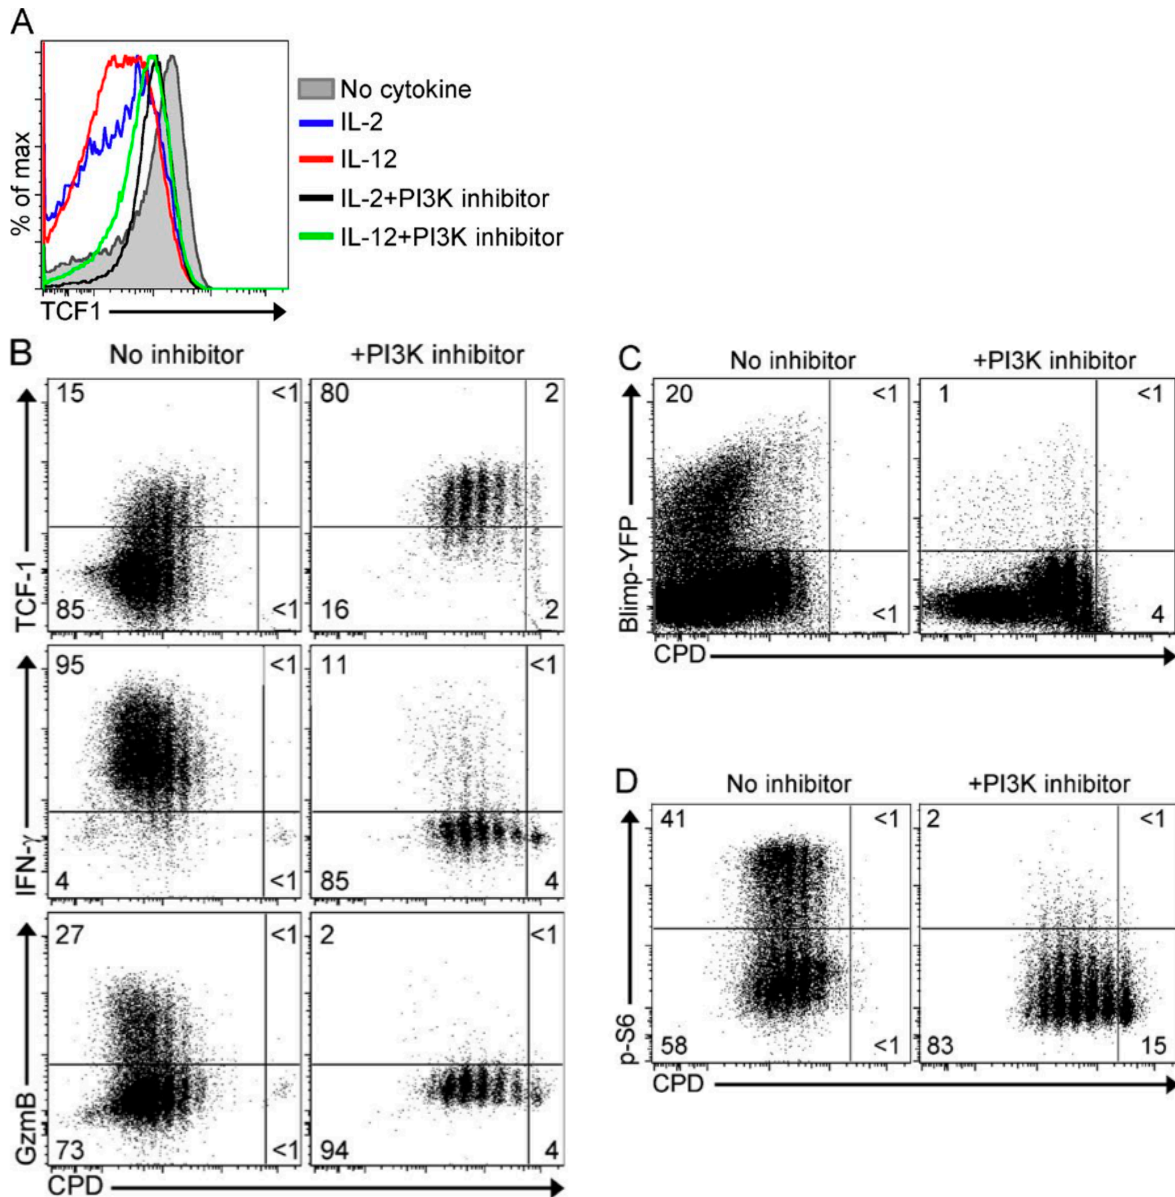 A
% of max
TCF1
No cytokine
IL-2
IL-12
IL-2+PI3K inhibitor
IL-12+PI3K inhibitor
B
No inhibitor
+PI3K inhibitor
TCF-1
15
<1
85
<1
80
2
16
2
IFN-γ
95
<1
4
<1
11
<1
85
4
GzmB
27
<1
73
<1
2
<1
94
4
CPD
C
No inhibitor
+PI3K inhibitor
Blimp-YFP
20
<1
<1
1
<1
4
CPD
D
No inhibitor
+PI3K inhibitor
p-S6
41
<1
58
<1
2
<1
83
15
CPD